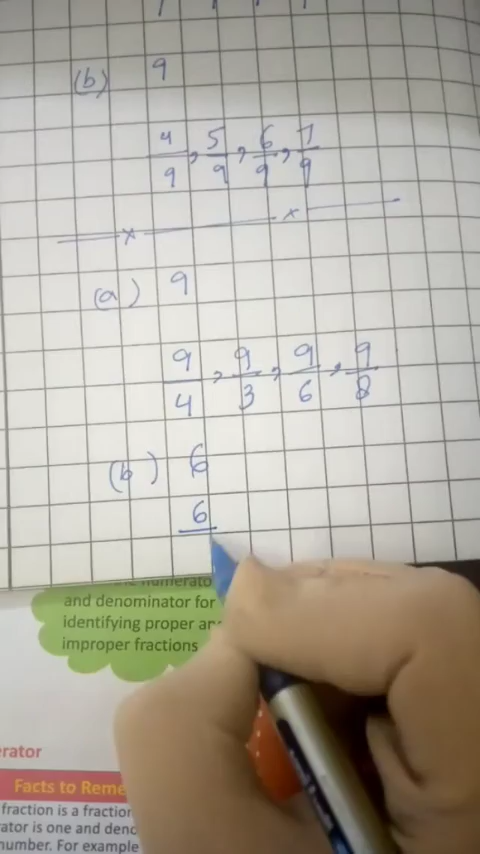 (b) 9
4/9, 5/9, 6/9, 7/9
x x
(a) 9
9/4, 9/3, 9/6, 9/8
(b) 6
6
numerato
and denominator for
identifying proper an
improper fractions
erator
Facts to Reme
fraction is a fraction
ator is one and deno
number. For example